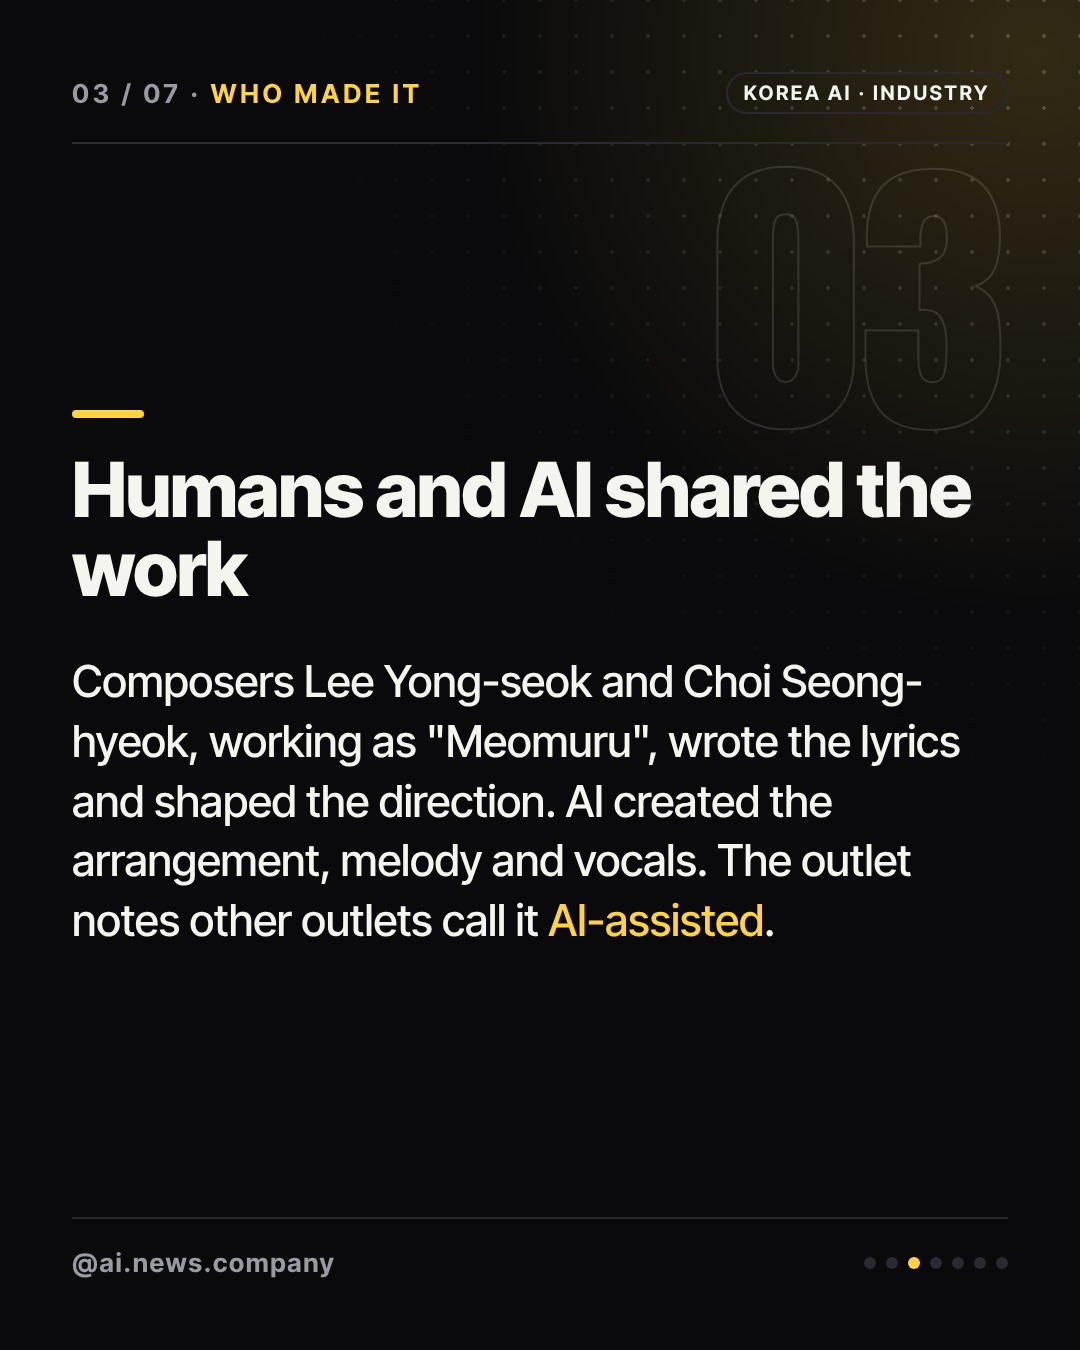 03 / 07 · WHO MADE IT
KOREA AI · INDUSTRY
03
Humans and AI shared the
work
Composers Lee Yong-seok and Choi Seong-
hyeok, working as "Meomuru", wrote the lyrics
and shaped the direction. AI created the
arrangement, melody and vocals. The outlet
notes other outlets call it AI-assisted.
@ai.news.company